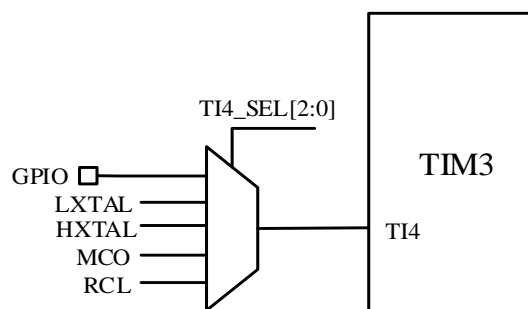 TI4_SEL[2:0]
TIM3
GPIO
LXTAL
HXTAL
TI4
MCO
RCL